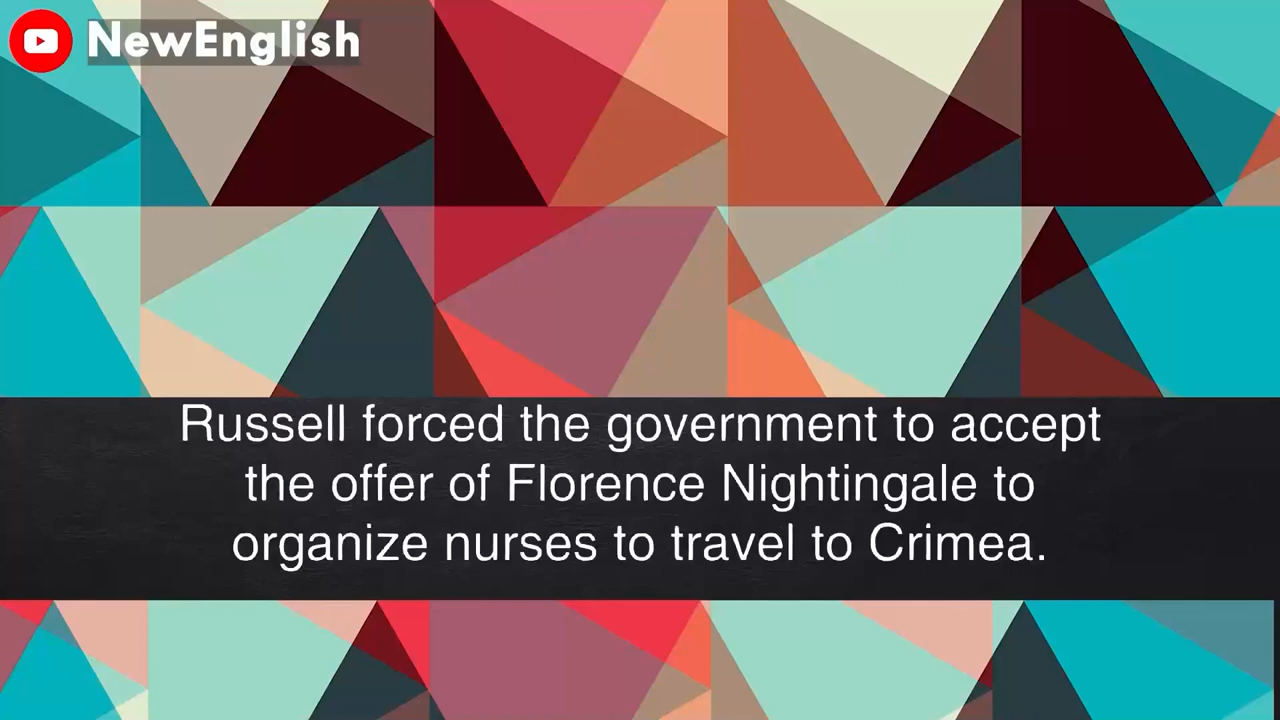 NewEnglish
Russell forced the government to accept
the offer of Florence Nightingale to
organize nurses to travel to Crimea.